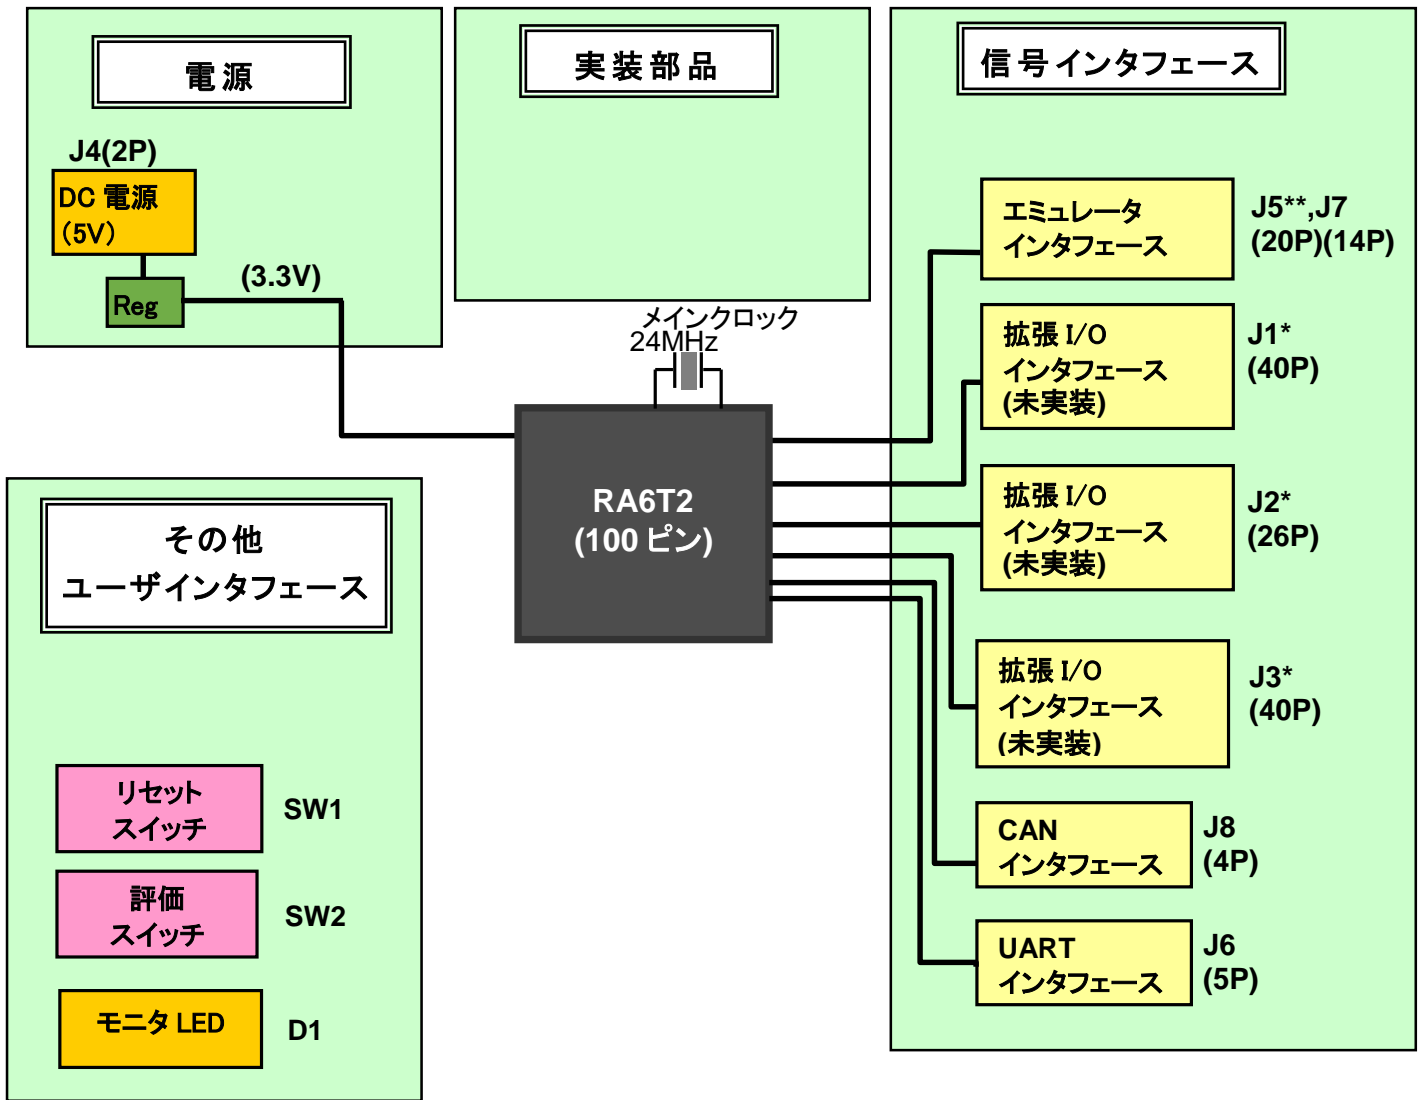 電源
J4(2P)
DC 電源
(5V)
Reg
(3.3V)
実装部品
メインクロック
24MHz
RA6T2
(100 ピン)
信号インタフェース
エミュレータ
インタフェース
J5**,J7
(20P)(14P)
拡張 I/O
インタフェース
(未実装)
J1*
(40P)
拡張 I/O
インタフェース
(未実装)
J2*
(26P)
拡張 I/O
インタフェース
(未実装)
J3*
(40P)
CAN
インタフェース
J8
(4P)
UART
インタフェース
J6
(5P)
その他
ユーザインタフェース
リセット
スイッチ
SW1
評価
スイッチ
SW2
モニタ LED
D1